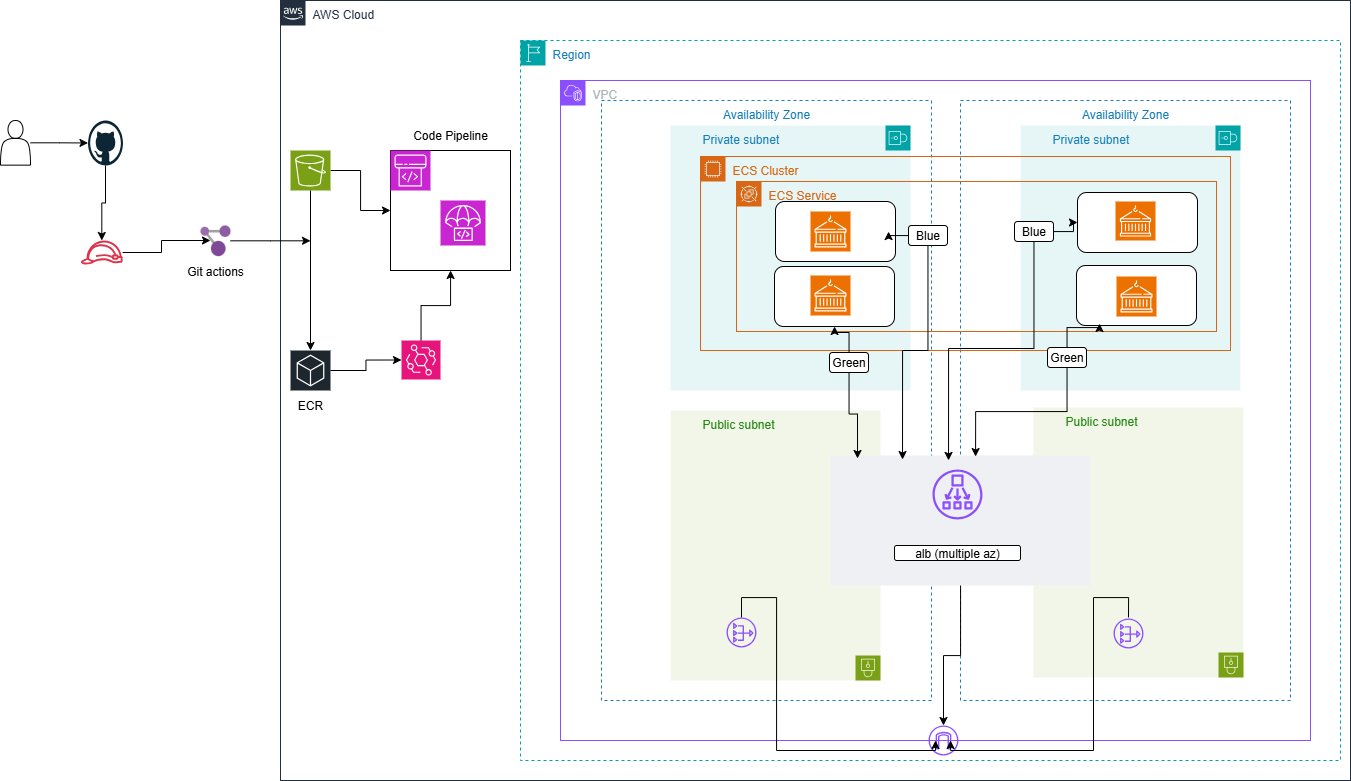 aws
AWS Cloud
Region
VPC
Availability Zone
Availability Zone
Private subnet
Private subnet
Code Pipeline
ECS Cluster
ECS Service
Blue
Blue
Git actions
Green
Green
ECR
Public subnet
Public subnet
alb (multiple az)